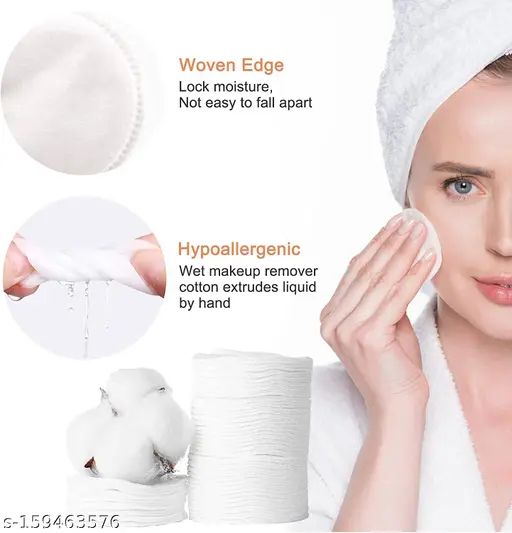 Woven Edge
Lock moisture,
Not easy to fall apart
Hypoallergenic
Wet makeup remover
cotton extrudes liquid
by hand
s-159463576